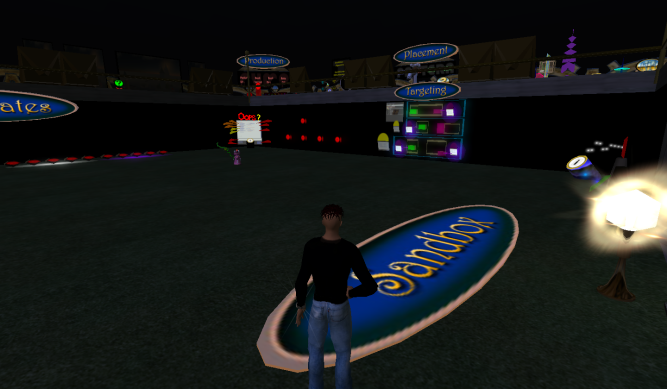 Production
Placement
Targeting
ates
Oops?
Sandbox